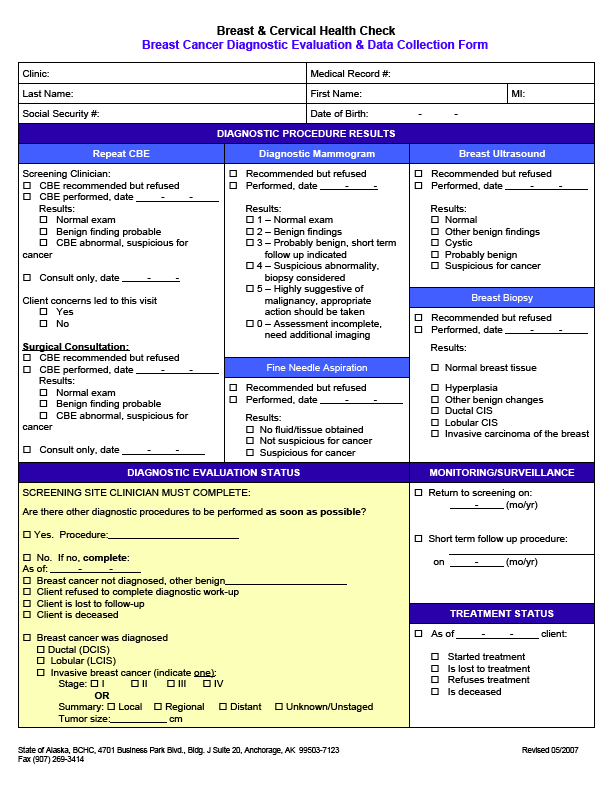 Breast & Cervical Health Check
Breast Cancer Diagnostic Evaluation & Data Collection Form
Clinic:
Medical Record #:
Last Name:
First Name:
MI:
Social Security #:
Date of Birth: - -
DIAGNOSTIC PROCEDURE RESULTS
Repeat CBE
Screening Clinician:
☐ CBE recommended but refused
☐ CBE performed, date _____-____-____
Results:
☐ Normal exam
☐ Benign finding probable
☐ CBE abnormal, suspicious for
cancer
☐ Consult only, date ____-____-____
Client concerns led to this visit
☐ Yes
☐ No
Surgical Consultation:
☐ CBE recommended but refused
☐ CBE performed, date _____-____-____
Results:
☐ Normal exam
☐ Benign finding probable
☐ CBE abnormal, suspicious for
cancer
☐ Consult only, date ____-____-____
Diagnostic Mammogram
☐ Recommended but refused
☐ Performed, date ____-____-____
Results:
☐ 1 – Normal exam
☐ 2 – Benign findings
☐ 3 – Probably benign, short term
follow up indicated
☐ 4 – Suspicious abnormality,
biopsy considered
☐ 5 – Highly suggestive of
malignancy, appropriate
action should be taken
☐ 0 – Assessment incomplete,
need additional imaging
Fine Needle Aspiration
☐ Recommended but refused
☐ Performed, date ____-____-____
Results:
☐ No fluid/tissue obtained
☐ Not suspicious for cancer
☐ Suspicious for cancer
Breast Ultrasound
☐ Recommended but refused
☐ Performed, date ____-____-____
Results:
☐ Normal
☐ Other benign findings
☐ Cystic
☐ Probably benign
☐ Suspicious for cancer
Breast Biopsy
☐ Recommended but refused
☐ Performed, date ____-____-____
Results:
☐ Normal breast tissue
☐ Hyperplasia
☐ Other benign changes
☐ Ductal CIS
☐ Lobular CIS
☐ Invasive carcinoma of the breast
DIAGNOSTIC EVALUATION STATUS
SCREENING SITE CLINICIAN MUST COMPLETE:
Are there other diagnostic procedures to be performed as soon as possible?
☐ Yes. Procedure:________________________
☐ No. If no, complete:
As of: ____-____-____
☐ Breast cancer not diagnosed, other benign______________________
☐ Client refused to complete diagnostic work-up
☐ Client is lost to follow-up
☐ Client is deceased
☐ Breast cancer was diagnosed
☐ Ductal (DCIS)
☐ Lobular (LCIS)
☐ Invasive breast cancer (indicate one):
Stage: ☐ I ☐ II ☐ III ☐ IV
OR
Summary: ☐ Local ☐ Regional ☐ Distant ☐ Unknown/Unstaged
Tumor size:__________ cm
MONITORING/SURVEILLANCE
☐ Return to screening on:
_____-_____ (mo/yr)
☐ Short term follow up procedure:
__________________________
on _____-_____ (mo/yr)
TREATMENT STATUS
☐ As of ____-____-____ client:
☐ Started treatment
☐ Is lost to treatment
☐ Refuses treatment
☐ Is deceased
State of Alaska, BCHC, 4701 Business Park Blvd., Bldg. J Suite 20, Anchorage, AK 99503-7123
Revised 05/2007
Fax (907) 269-3414